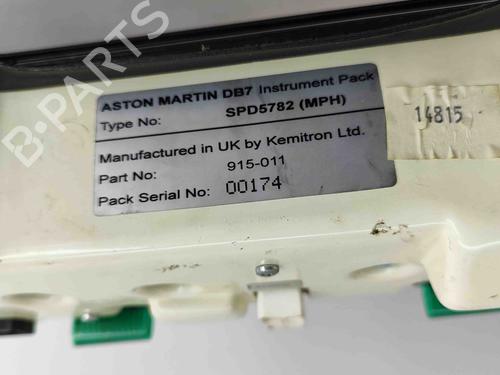 ASTON MARTIN DB7 Instrument Pack
Type No: SPD5782 (MPH)
Manufactured in UK by Kemitron Ltd.
Part No: 915-011
Pack Serial No: 00174
14815
B-Parts